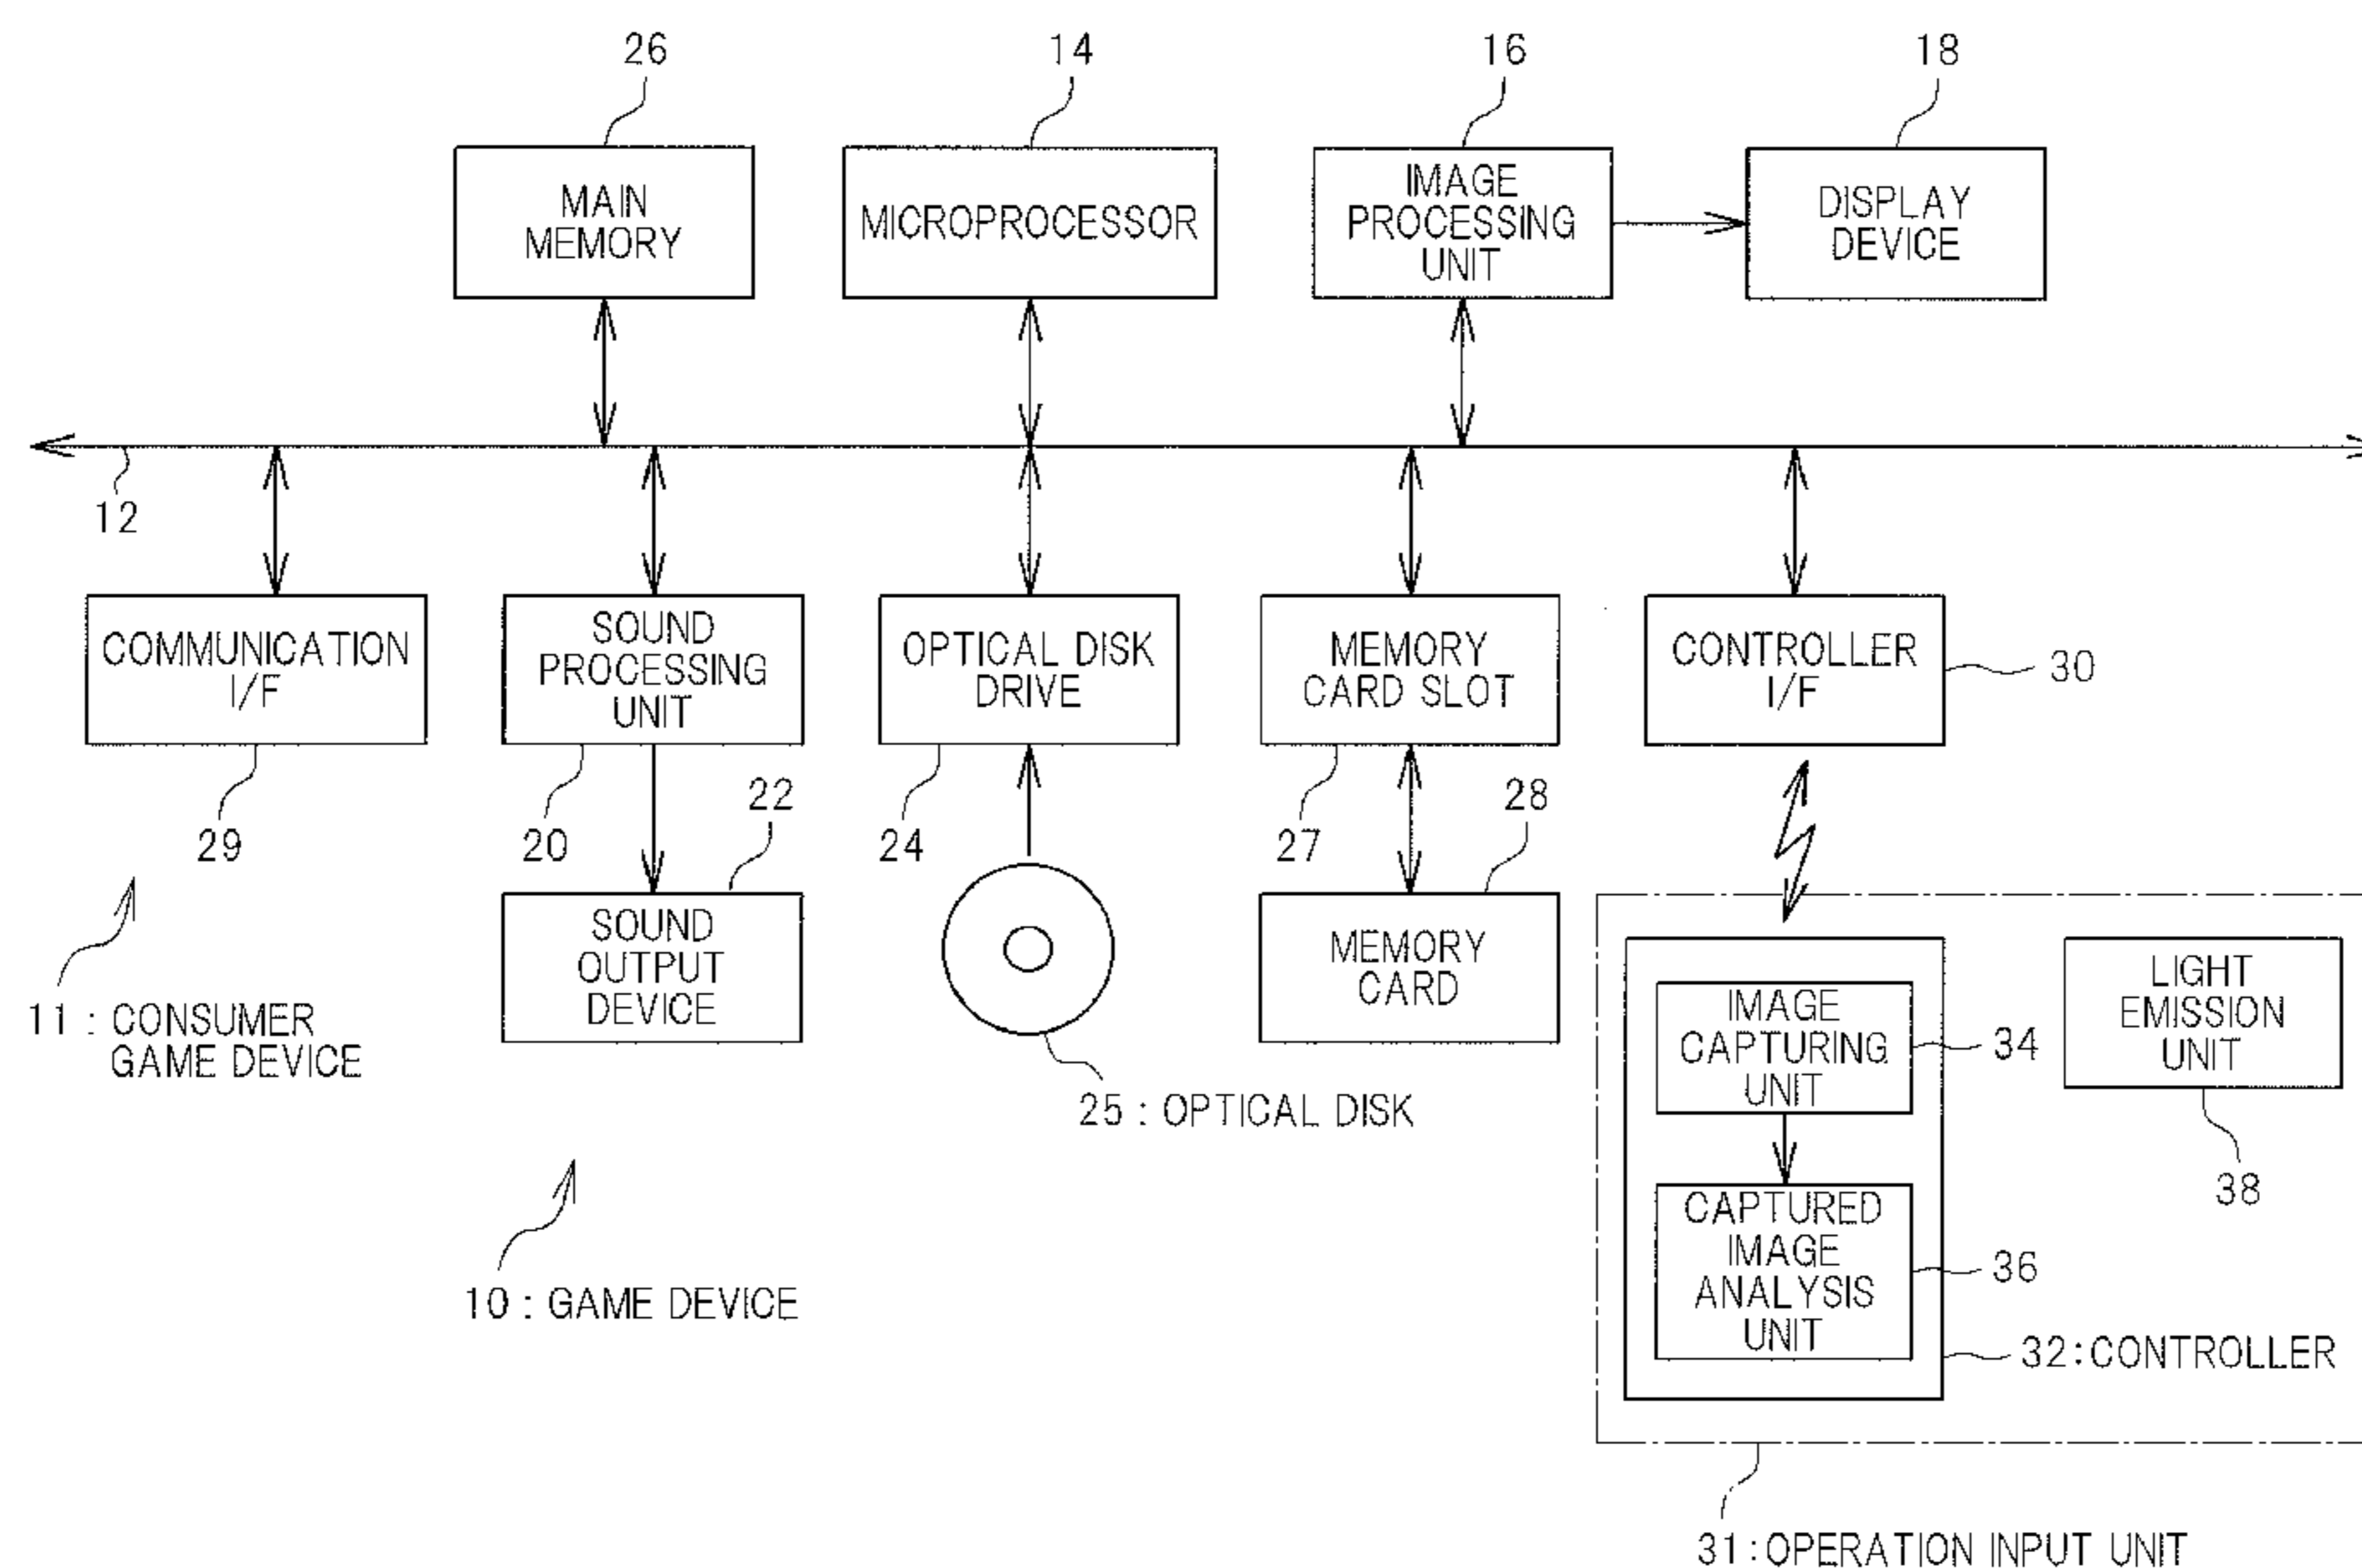 26
14
16
18
MAIN
MEMORY
MICROPROCESSOR
IMAGE
PROCESSING
UNIT
DISPLAY
DEVICE
12
COMMUNICATION
I/F
SOUND
PROCESSING
UNIT
OPTICAL DISK
DRIVE
MEMORY
CARD SLOT
CONTROLLER
I/F
30
29
20
22
24
27
28
SOUND
OUTPUT
DEVICE
MEMORY
CARD
11 : CONSUMER
GAME DEVICE
25 : OPTICAL DISK
10 : GAME DEVICE
IMAGE
CAPTURING
UNIT
34
LIGHT
EMISSION
UNIT
38
CAPTURED
IMAGE
ANALYSIS
UNIT
36
32:CONTROLLER
31:OPERATION INPUT UNIT